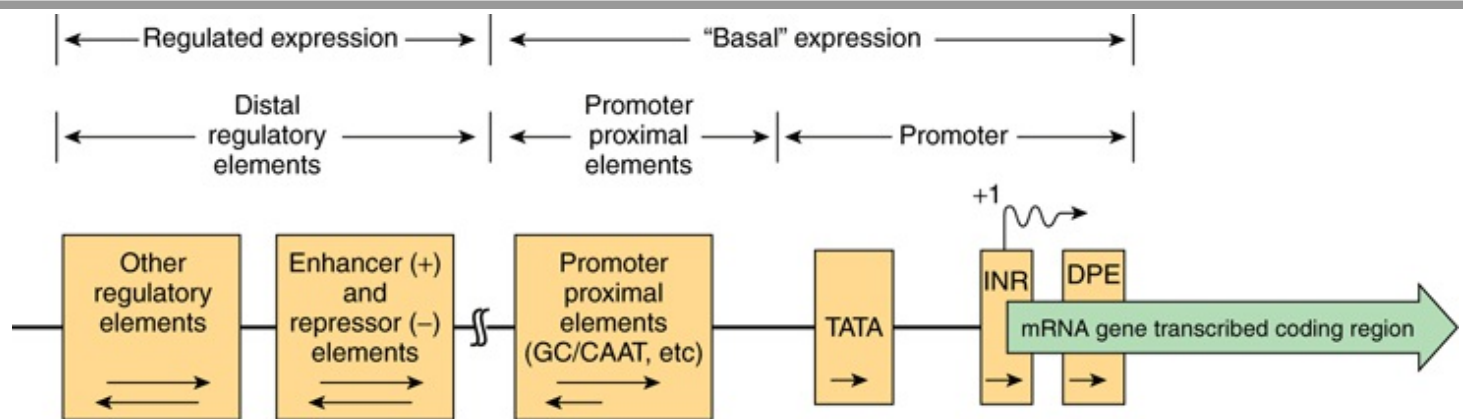 Regulated expression
“Basal” expression
Distal
regulatory
elements
Promoter
proximal
elements
Promoter
+1
Other
regulatory
elements
Enhancer (+)
and
repressor (–)
elements
Promoter
proximal
elements
(GC/CAAT, etc)
TATA
INR
DPE
mRNA gene transcribed coding region